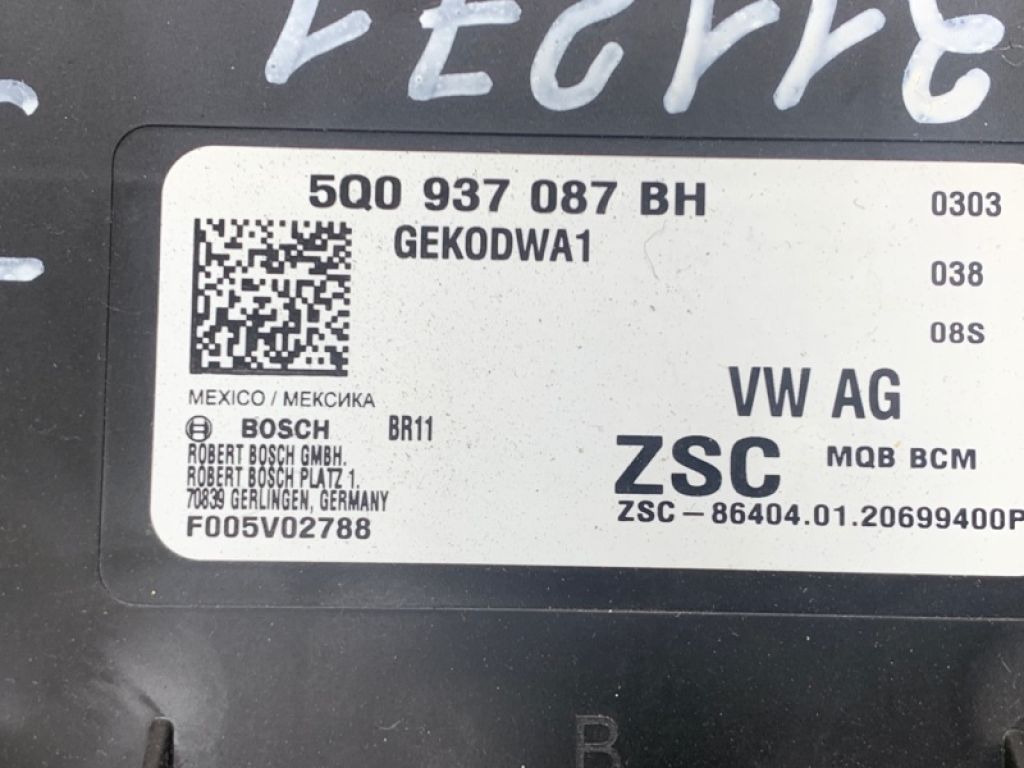 5Q0 937 087 BH 0303
GEKODWA1
038
08S
MEXICO / МЕКСИКА
VW AG
BOSCH BR11
ROBERT BOSCH GMBH.
ROBERT BOSCH PLATZ 1.
70839 GERLINGEN, GERMANY
F005V02788
ZSC MQB BCM
ZSC-86404.01.20699400P
B